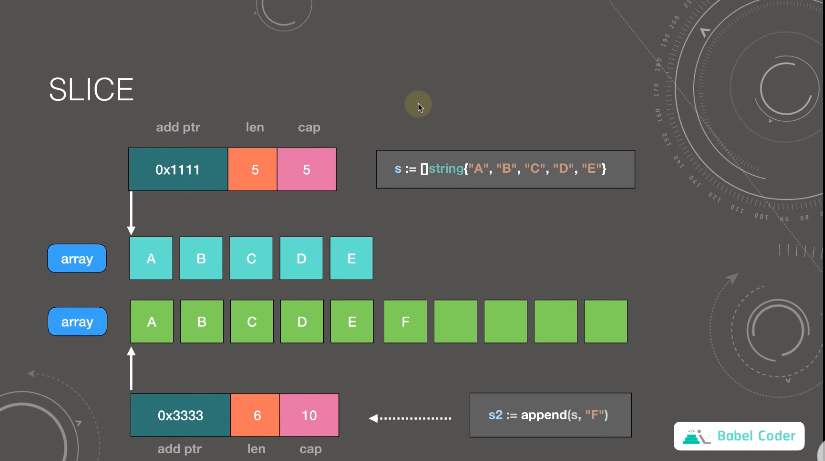 SLICE
add ptr len cap
0x1111 5 5
s := []string{"A", "B", "C", "D", "E"}
array A B C D E
array A B C D E F
0x3333 6 10
s2 := append(s, "F")
add ptr len cap
Babel Coder